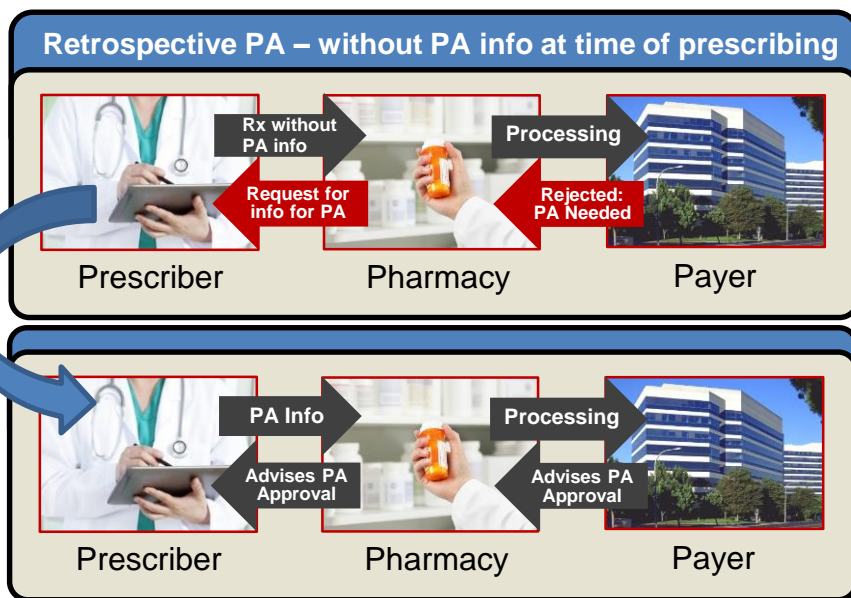 Retrospective PA – without PA info at time of prescribing
Rx without
PA info
Processing
Request for
info for PA
Rejected:
PA Needed
Prescriber
Pharmacy
Payer
PA Info
Processing
Advises PA
Approval
Advises PA
Approval
Prescriber
Pharmacy
Payer